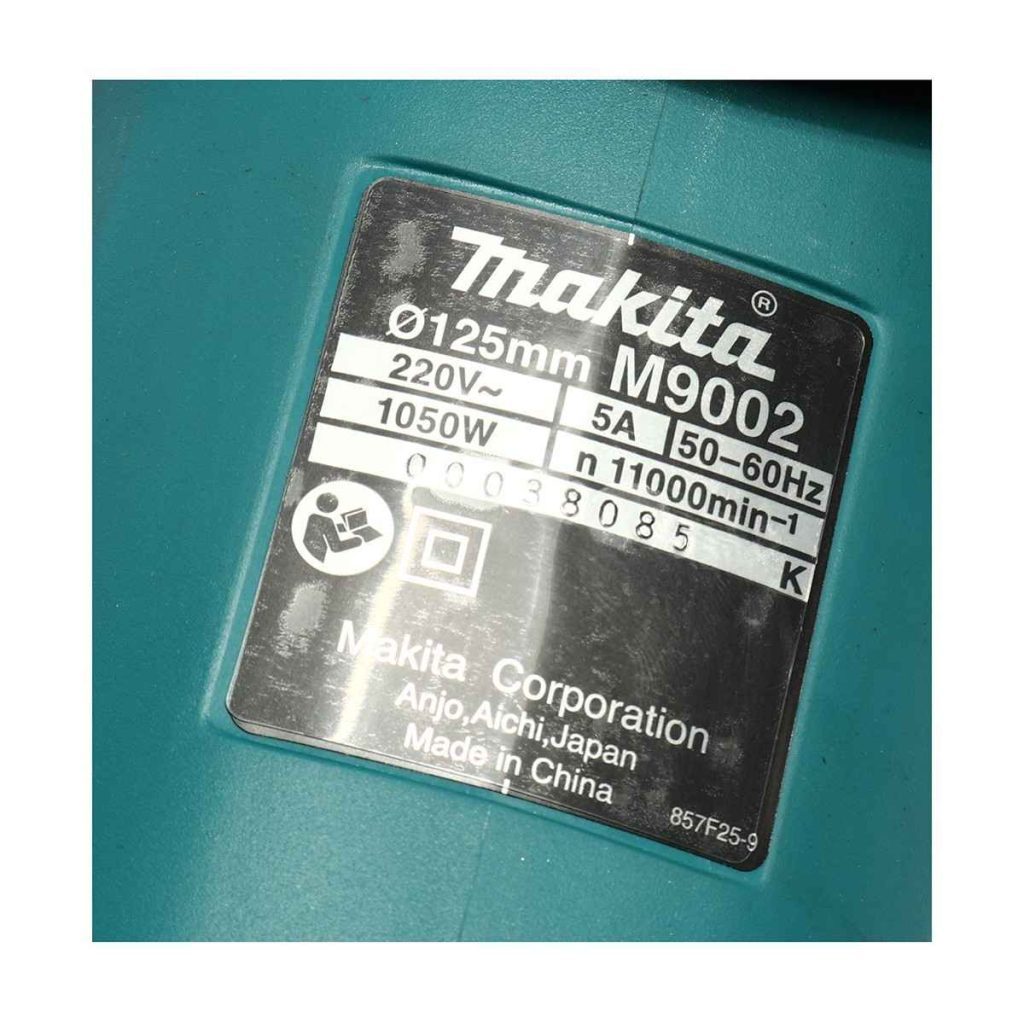 makita®
Ø125mm M9002
220V~ 5A 50–60Hz
1050W n 11000min-1
00038085 K
Makita Corporation
Anjo,Aichi,Japan
Made in China
857F25-9